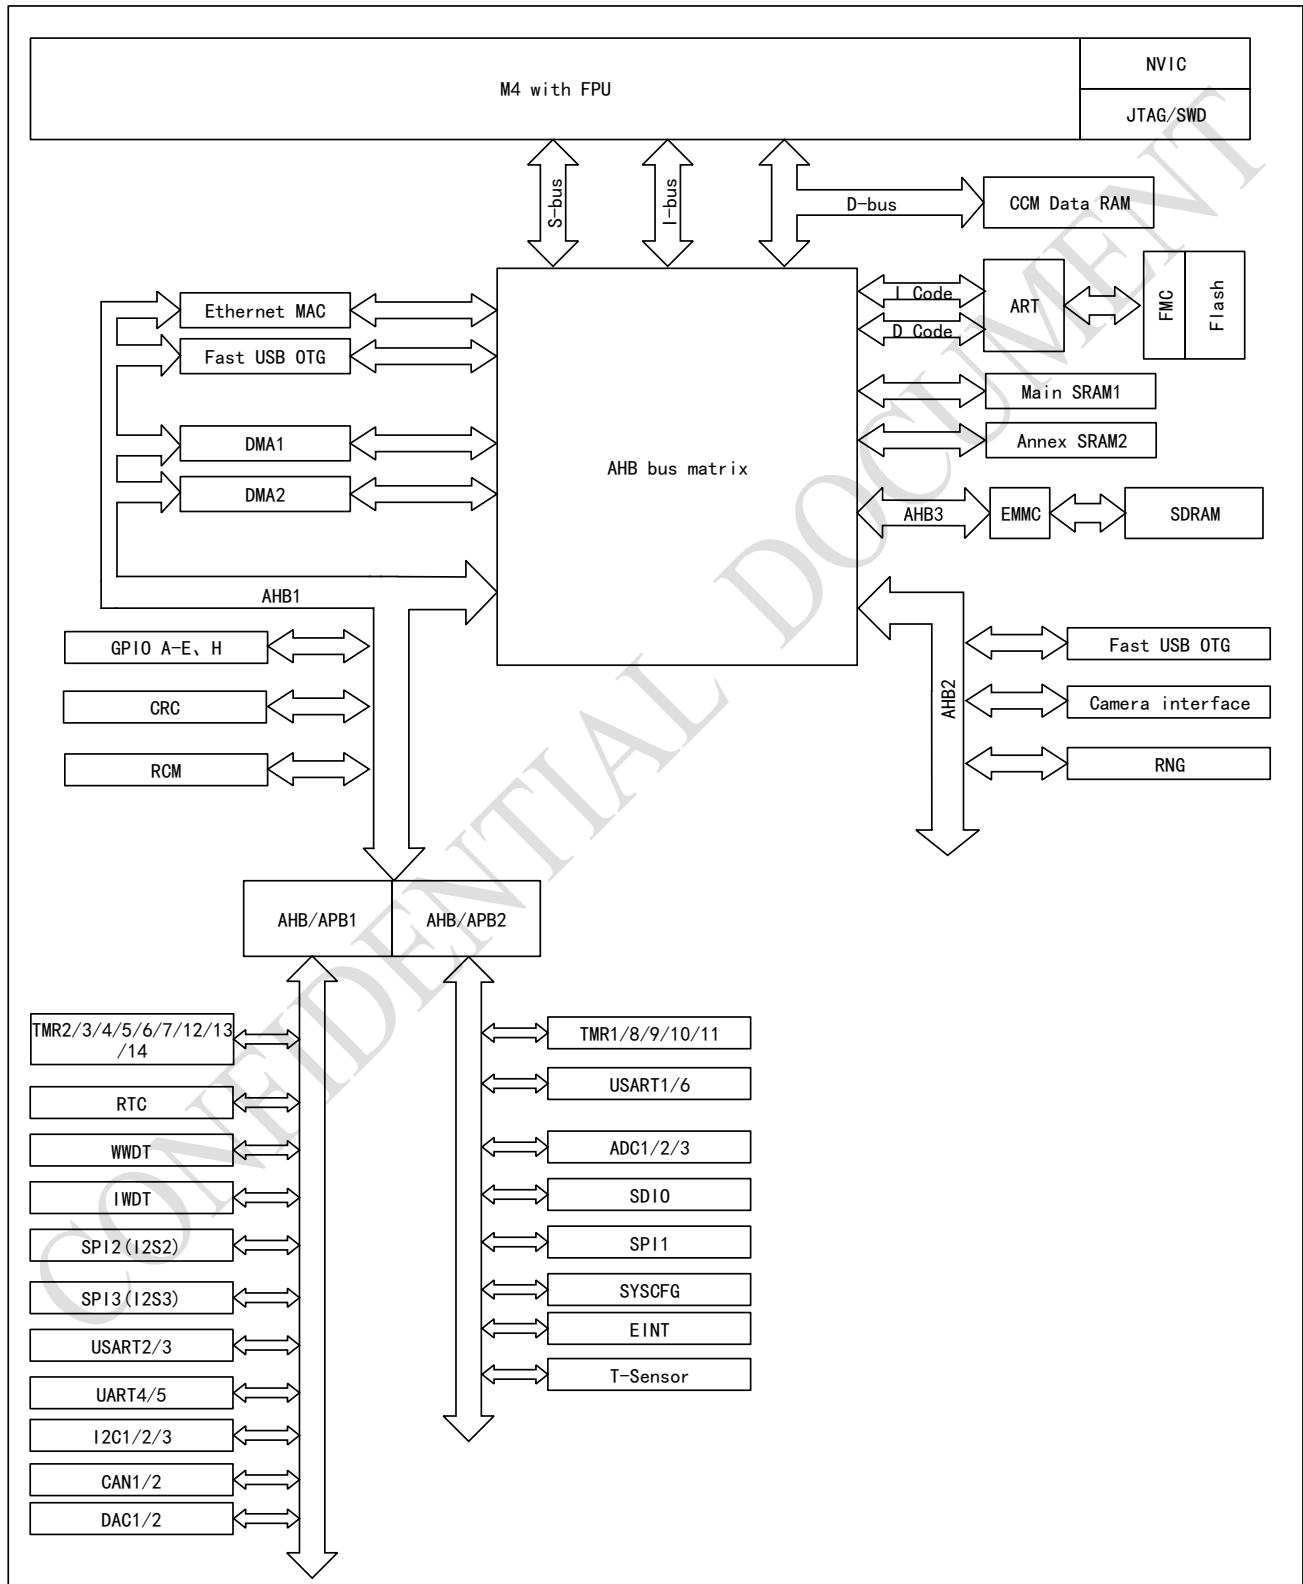 M4 with FPU
NVIC
JTAG/SWD
S-bus
I-bus
D-bus
CCM Data RAM
Ethernet MAC
Fast USB OTG
DMA1
DMA2
AHB bus matrix
I Code
D Code
ART
FMC
Flash
Main SRAM1
Annex SRAM2
AHB3
EMMC
SDRAM
AHB1
GPIO A-E、H
CRC
RCM
AHB2
Fast USB OTG
Camera interface
RNG
AHB/APB1
AHB/APB2
TMR2/3/4/5/6/7/12/13
/14
RTC
WWDT
IWDT
SPI2(I2S2)
SPI3(I2S3)
USART2/3
UART4/5
I2C1/2/3
CAN1/2
DAC1/2
TMR1/8/9/10/11
USART1/6
ADC1/2/3
SDIO
SPI1
SYSCFG
EINT
T-Sensor
CONFIDENTIAL DOCUMENT